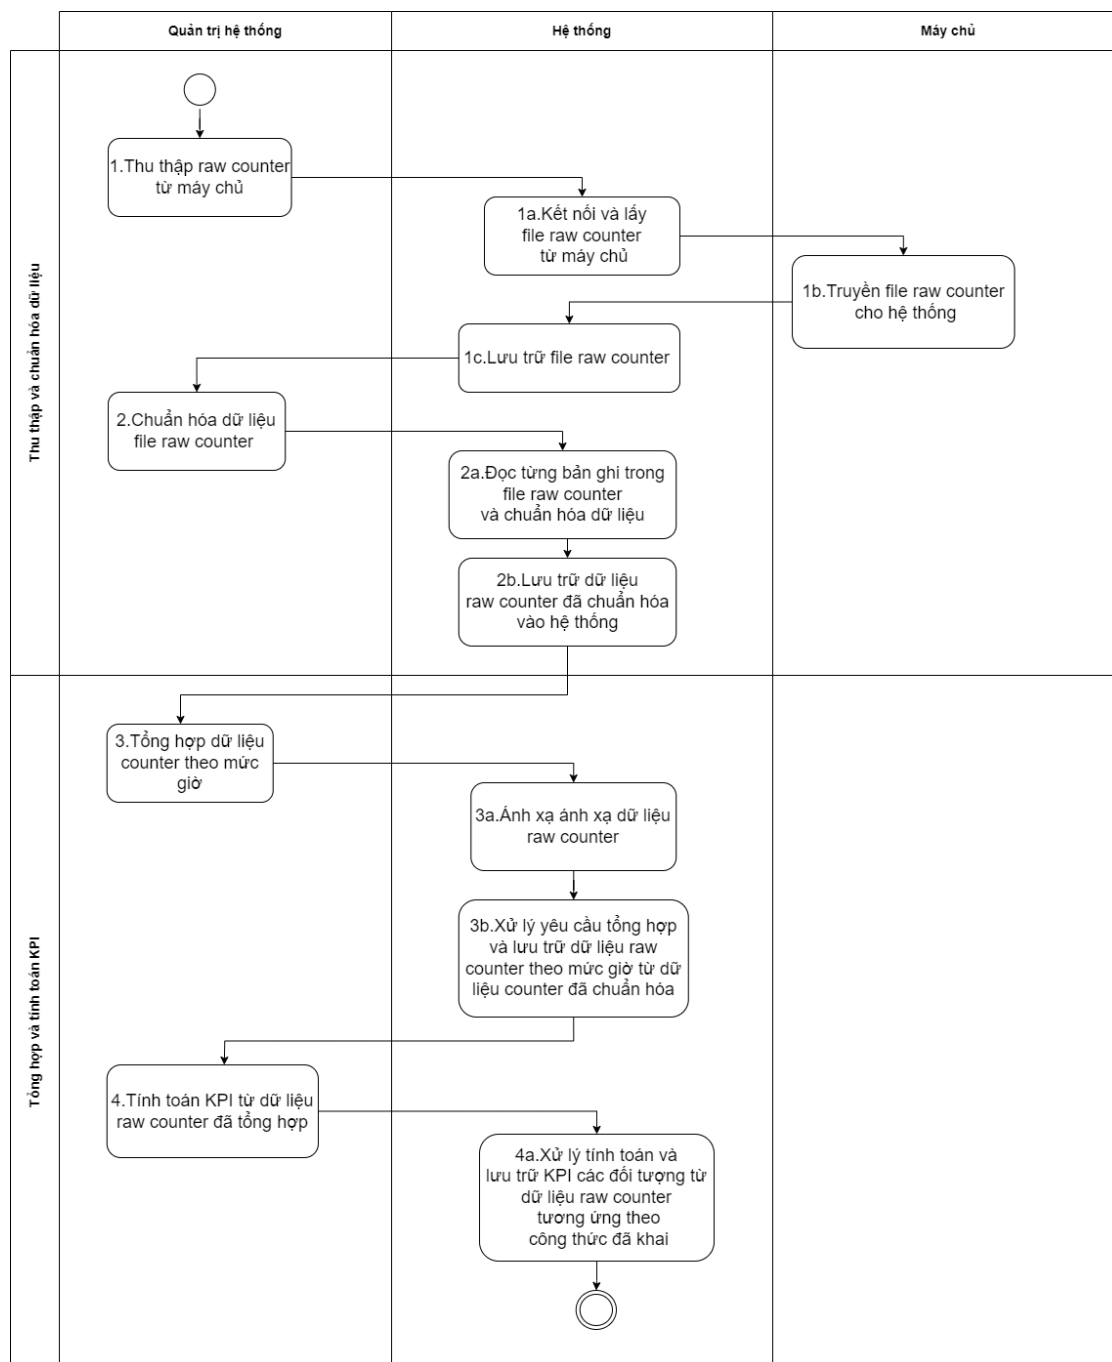 Quản trị hệ thống
Hệ thống
Máy chủ
Thu thập và chuẩn hóa dữ liệu
1.Thu thập raw counter
từ máy chủ
1a.Kết nối và lấy
file raw counter
từ máy chủ
1b.Truyền file raw counter
cho hệ thống
1c.Lưu trữ file raw counter
2.Chuẩn hóa dữ liệu
file raw counter
2a.Đọc từng bản ghi trong
file raw counter
và chuẩn hóa dữ liệu
2b.Lưu trữ dữ liệu
raw counter đã chuẩn hóa
vào hệ thống
Tổng hợp và tính toán KPI
3.Tổng hợp dữ liệu
counter theo mức
giờ
3a.Ánh xạ ánh xạ dữ liệu
raw counter
3b.Xử lý yêu cầu tổng hợp
và lưu trữ dữ liệu raw
counter theo mức giờ từ dữ
liệu counter đã chuẩn hóa
4.Tính toán KPI từ dữ liệu
raw counter đã tổng hợp
4a.Xử lý tính toán và
lưu trữ KPI các đối tượng từ
dữ liệu raw counter
tương ứng theo
công thức đã khai